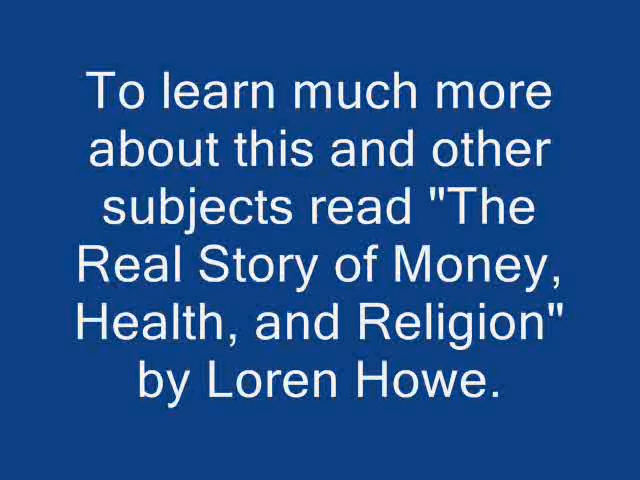 To learn much more
about this and other
subjects read "The
Real Story of Money,
Health, and Religion"
by Loren Howe.